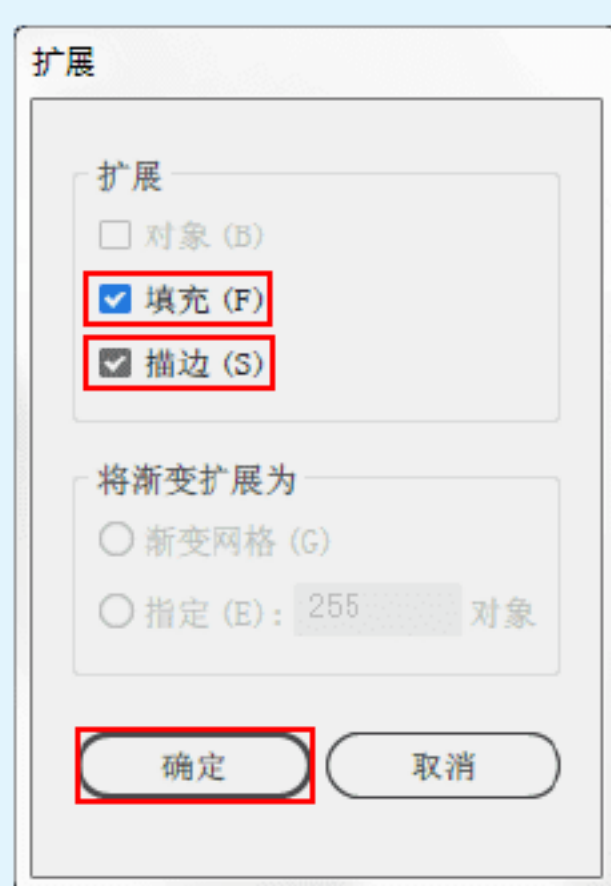 扩展
扩展
对象 (B)
填充 (F)
描边 (S)
将渐变扩展为
渐变网格 (G)
指定 (E): 255 对象
确定 取消